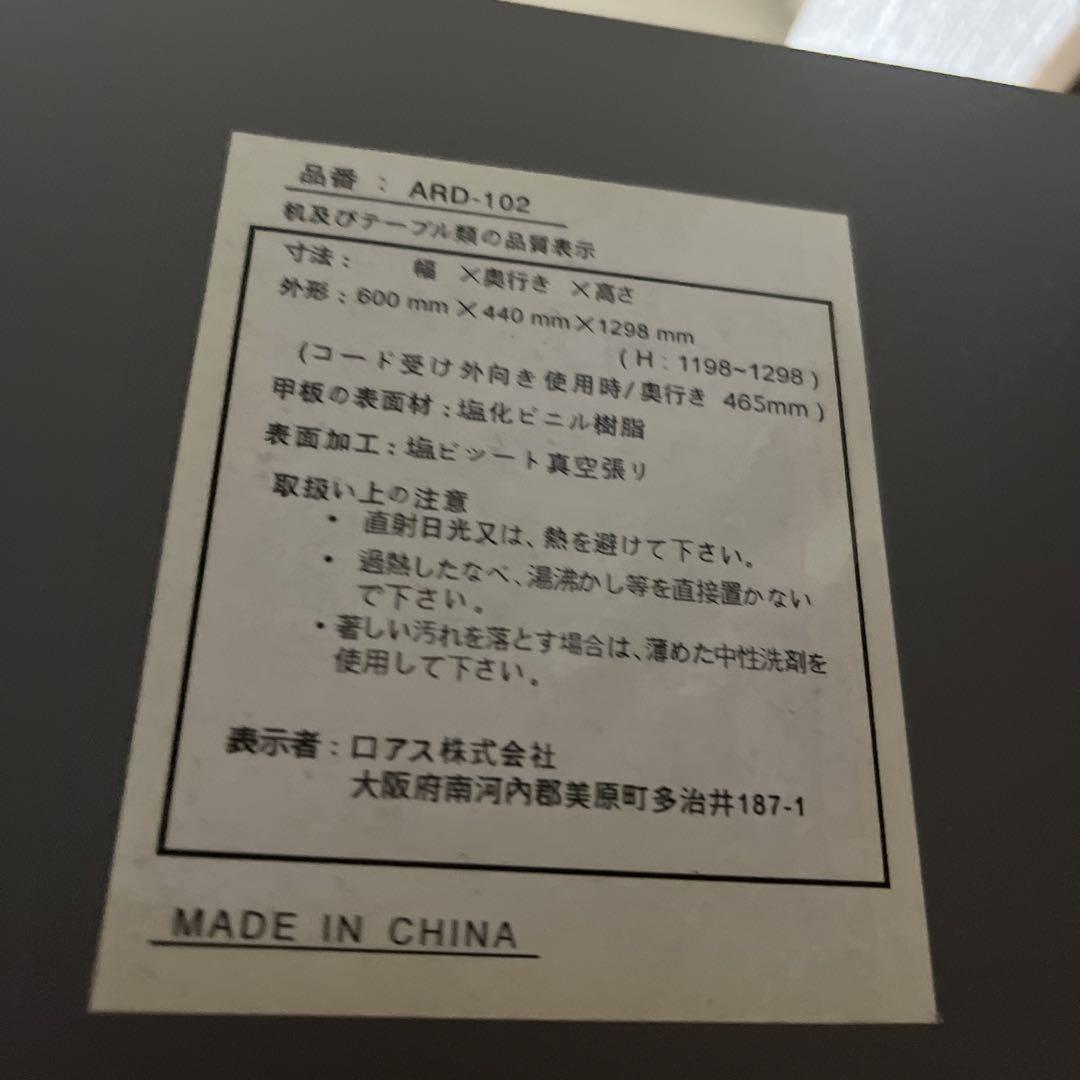 品番 : ARD-102
机及びテーブル類の品質表示
寸法: 幅 ×奥行き ×高さ
外形:600 mm×440 mm×1298 mm
(H:1198~1298)
(コード受け外向き使用時/奥行き 465mm)
甲板の表面材:塩化ビニル樹脂
表面加工:塩ビツート真空張リ
取扱い上の注意
・直射日光又は、熱を避けて下さい。
・過熱したなべ、湯沸かし等を直接置かない
で下さい。
・著しい汚れを落とす場合は、薄めた中性洗剤を
使用して下さい。
表示者:ロアス株式会社
大阪府南河内郡美原町多治井187-1
MADE IN CHINA